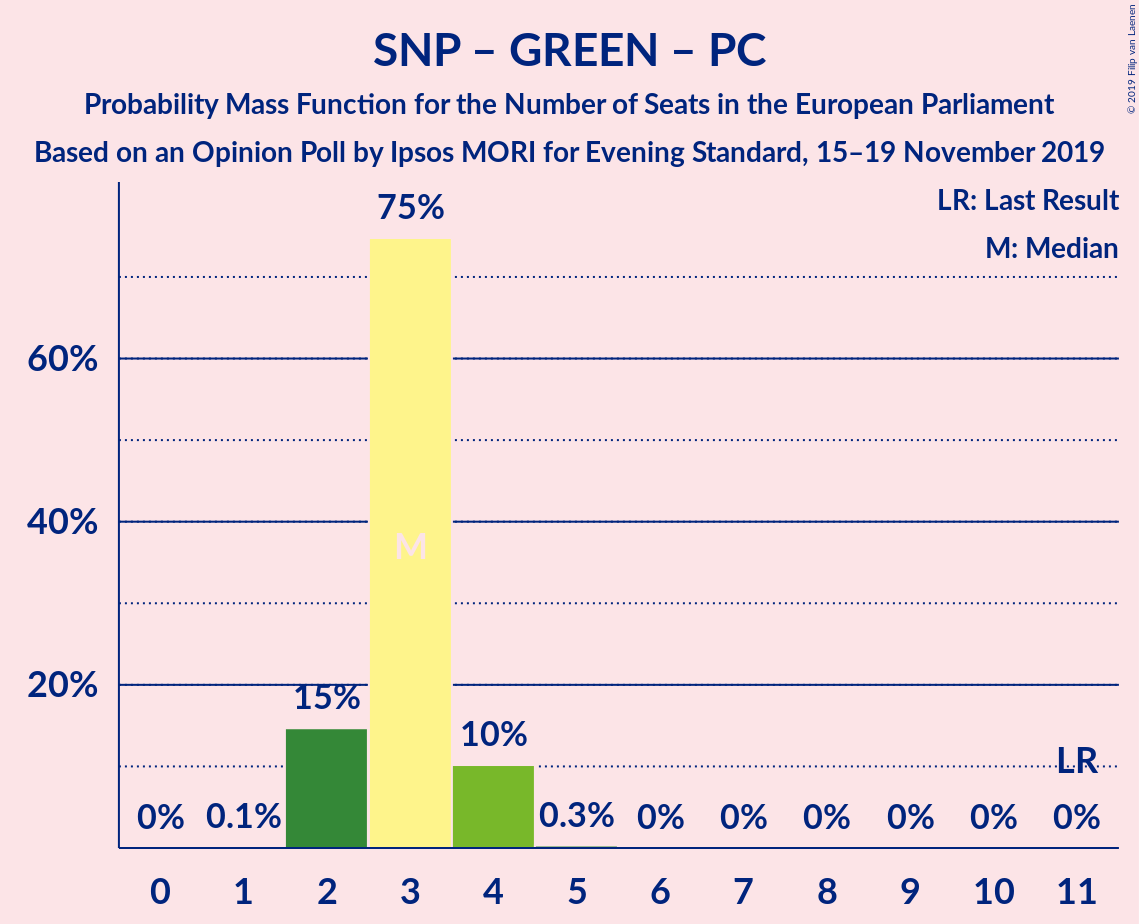 SNP – GREEN – PC
Probability Mass Function for the Number of Seats in the European Parliament
Based on an Opinion Poll by Ipsos MORI for Evening Standard, 15–19 November 2019
© 2019 Filip van Laenen
LR: Last Result
M: Median
75%
60%
40%
M
20%
15%
10%
LR
0% 0.1% 0.3% 0% 0% 0% 0% 0% 0%
0 1 2 3 4 5 6 7 8 9 10 11